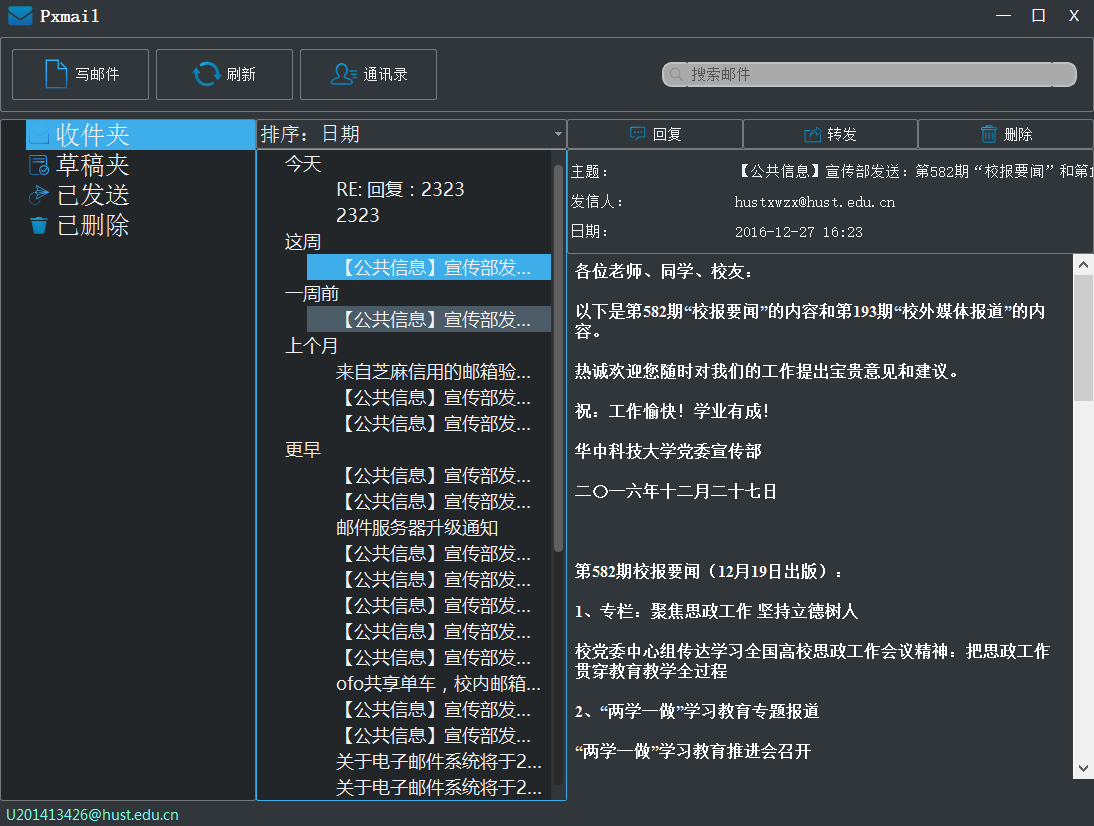 Pxmail
写邮件
刷新
通讯录
搜索邮件
收件夹
草稿夹
已发送
已删除
排序：日期
今天
RE: 回复：2323
2323
这周
【公共信息】宣传部发...
一周前
【公共信息】宣传部发...
上个月
来自芝麻信用的邮箱验...
【公共信息】宣传部发...
【公共信息】宣传部发...
更早
【公共信息】宣传部发...
【公共信息】宣传部发...
邮件服务器升级通知
【公共信息】宣传部发...
【公共信息】宣传部发...
【公共信息】宣传部发...
【公共信息】宣传部发...
【公共信息】宣传部发...
ofo共享单车，校内邮箱...
【公共信息】宣传部发...
【公共信息】宣传部发...
关于电子邮件系统将于2...
关于电子邮件系统将于2...
回复
转发
删除
主题：
【公共信息】宣传部发送：第582期“校报要闻”和第1
发信人：
hustxwzx@hust.edu.cn
日期：
2016-12-27 16:23
各位老师、同学、校友：
以下是第582期“校报要闻”的内容和第193期“校外媒体报道”的内
容。
热诚欢迎您随时对我们的工作提出宝贵意见和建议。
祝：工作愉快！学业有成！
华中科技大学党委宣传部
二〇一六年十二月二十七日
第582期校报要闻（12月19日出版）：
1、专栏：聚焦思政工作 坚持立德树人
校党委中心组传达学习全国高校思政工作会议精神：把思政工作
贯穿教育教学全过程
2、“两学一做”学习教育专题报道
“两学一做”学习教育推进会召开
U201413426@hust.edu.cn